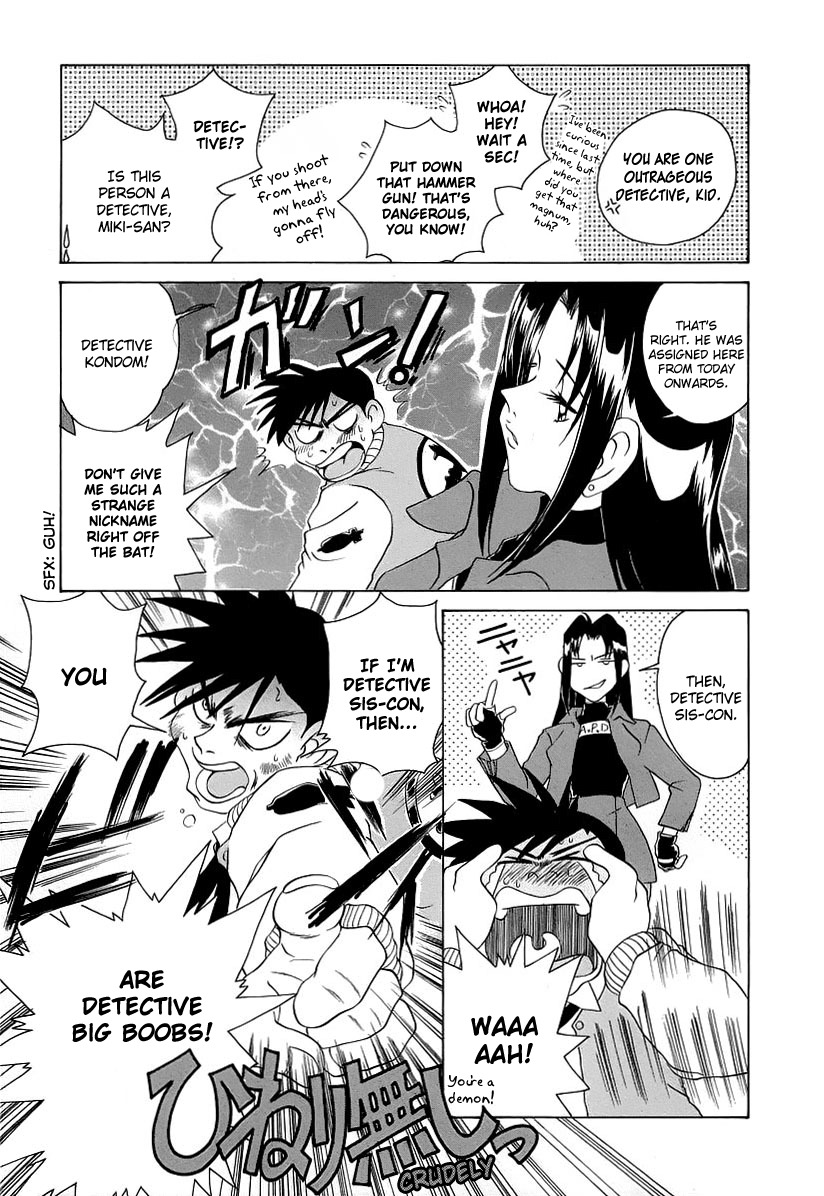 YOU ARE ONE
OUTRAGEOUS
DETECTIVE, KID.
I've been
curious
since last
time, but
where
did you
get that
magnum,
huh?
WHOA!
HEY!
WAIT A
SEC!
PUT DOWN
THAT HAMMER
GUN! THAT'S
DANGEROUS,
YOU KNOW!
If you shoot
from there,
my head's
gonna fly
off!
DETEC-
TIVE!?
IS THIS
PERSON A
DETECTIVE,
MIKI-SAN?
THAT'S
RIGHT. HE WAS
ASSIGNED HERE
FROM TODAY
ONWARDS.
ガーン!
DETECTIVE
KONDOM!
DON'T GIVE
ME SUCH A
STRANGE
NICKNAME
RIGHT OFF
THE BAT!
SFX: GUH!
THEN,
DETECTIVE
SIS-CON.
ニヤ
ニヤ
A.P.D
WAAA
AAH!
You're a
demon!
IF I'M
DETECTIVE
SIS-CON,
THEN...
YOU
ビシ
ARE
DETECTIVE
BIG BOOBS!
ひねり無しっ
CRUDELY